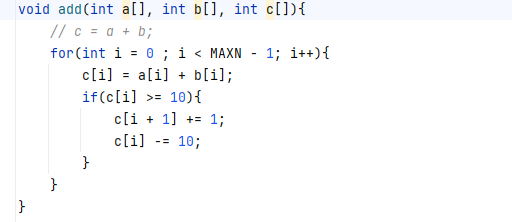 void add(int a[], int b[], int c[]){
    // c = a + b;
    for(int i = 0 ; i < MAXN - 1; i++){
        c[i] = a[i] + b[i];
        if(c[i] >= 10){
            c[i + 1] += 1;
            c[i] -= 10;
        }
    }
}